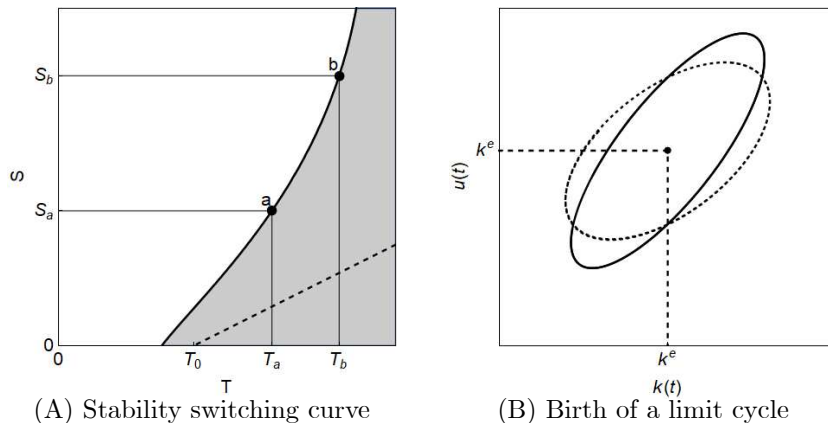 S
S_b
S_a
0
0
T_0
T_a
T_b
T
a
b
(A) Stability switching curve
u(t)
k^e
k^e
k(t)
(B) Birth of a limit cycle